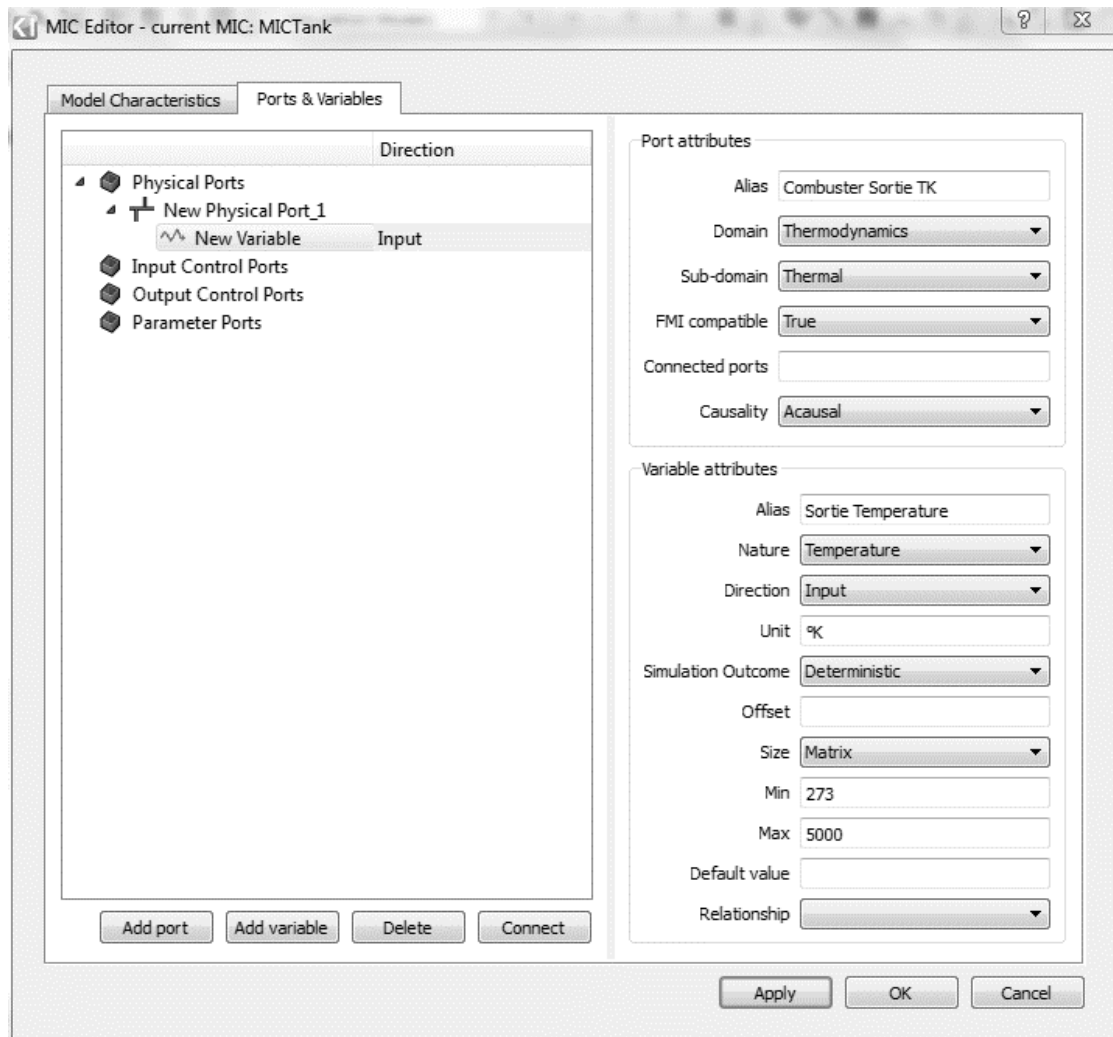 MIC Editor - current MIC: MICTank
?
Model Characteristics
Ports & Variables
Direction
Physical Ports
New Physical Port_1
New Variable Input
Input Control Ports
Output Control Ports
Parameter Ports
Add port Add variable Delete Connect
Port attributes
Alias Combuster Sortie TK
Domain Thermodynamics
Sub-domain Thermal
FMI compatible True
Connected ports
Causality Acausal
Variable attributes
Alias Sortie Temperature
Nature Temperature
Direction Input
Unit ºK
Simulation Outcome Deterministic
Offset
Size Matrix
Min 273
Max 5000
Default value
Relationship
Apply OK Cancel